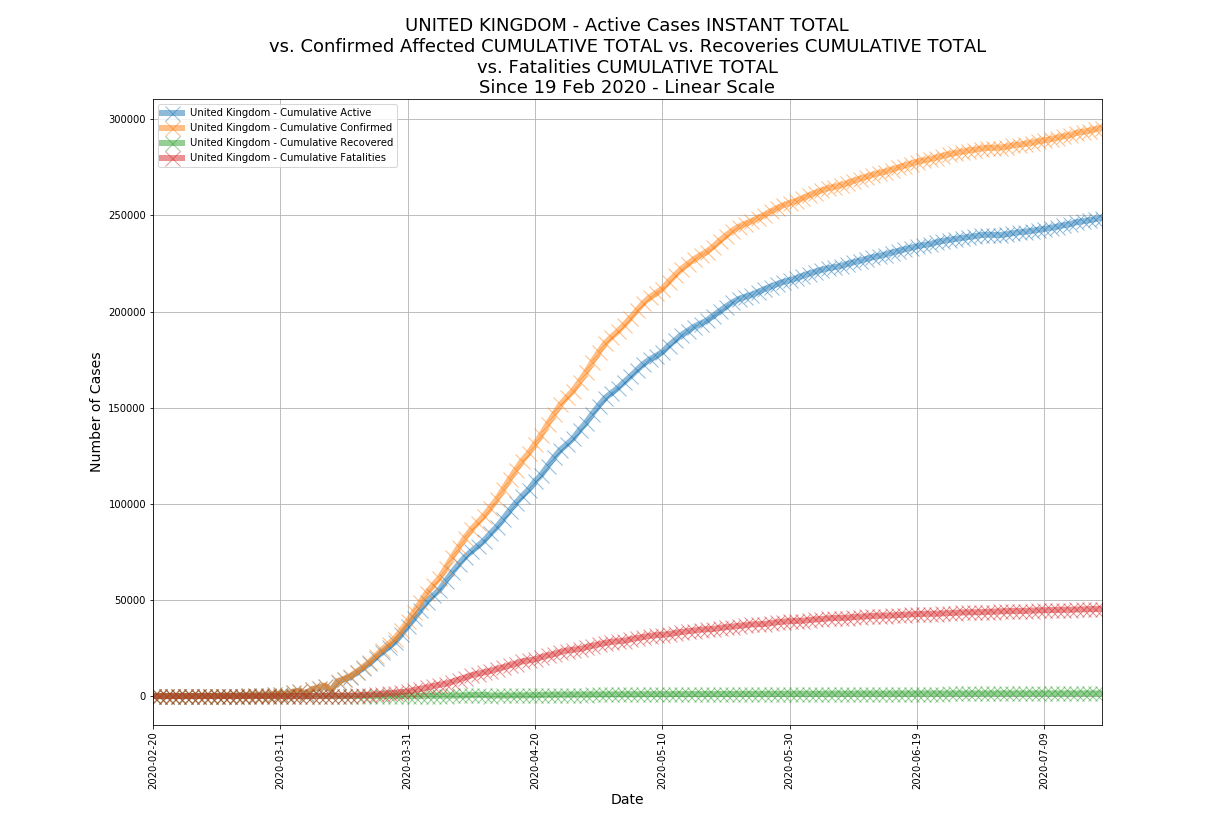 UNITED KINGDOM - Active Cases INSTANT TOTAL
vs. Confirmed Affected CUMULATIVE TOTAL vs. Recoveries CUMULATIVE TOTAL
vs. Fatalities CUMULATIVE TOTAL
Since 19 Feb 2020 - Linear Scale
United Kingdom - Cumulative Active
United Kingdom - Cumulative Confirmed
United Kingdom - Cumulative Recovered
United Kingdom - Cumulative Fatalities
Number of Cases
300000
250000
200000
150000
100000
50000
0
2020-02-20
2020-03-11
2020-03-31
2020-04-20
2020-05-10
2020-05-30
2020-06-19
2020-07-09
Date